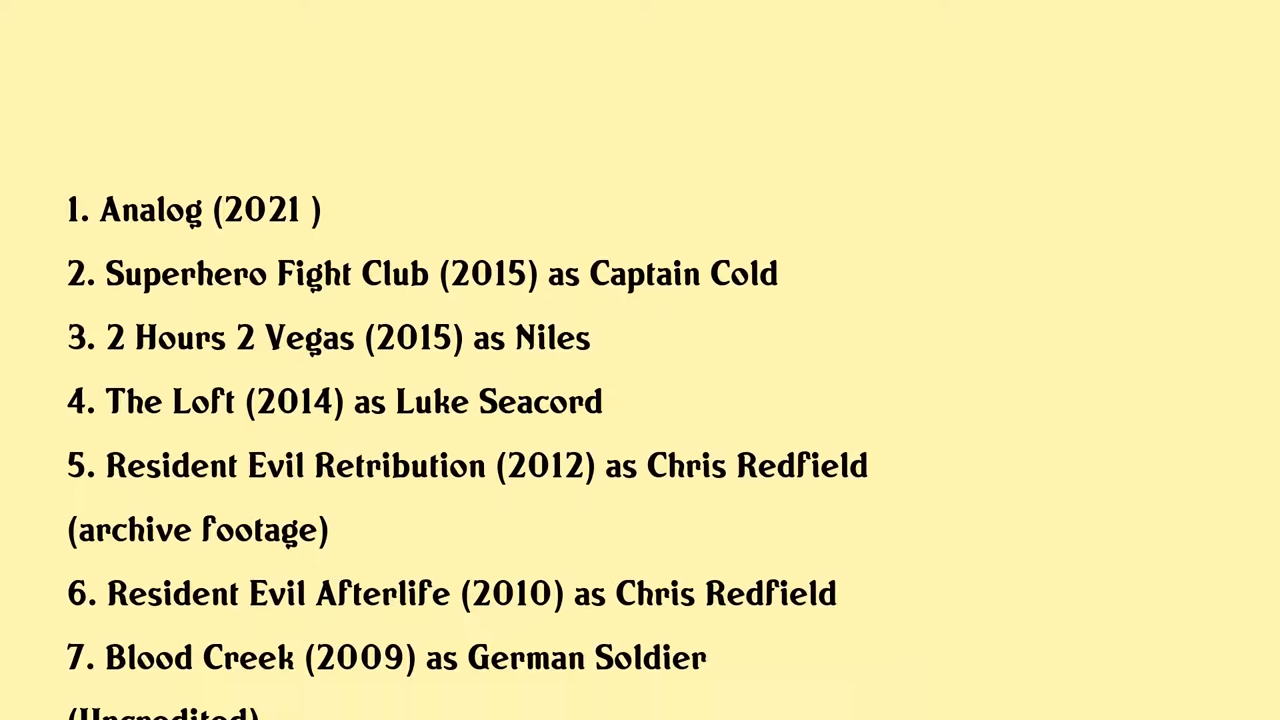 1. Analog (2021 )
2. Superhero Fight Club (2015) as Captain Cold
3. 2 Hours 2 Vegas (2015) as Niles
4. The Loft (2014) as Luke Seacord
5. Resident Evil Retribution (2012) as Chris Redfield
(archive footage)
6. Resident Evil Afterlife (2010) as Chris Redfield
7. Blood Creek (2009) as German Soldier
(Uncredited)